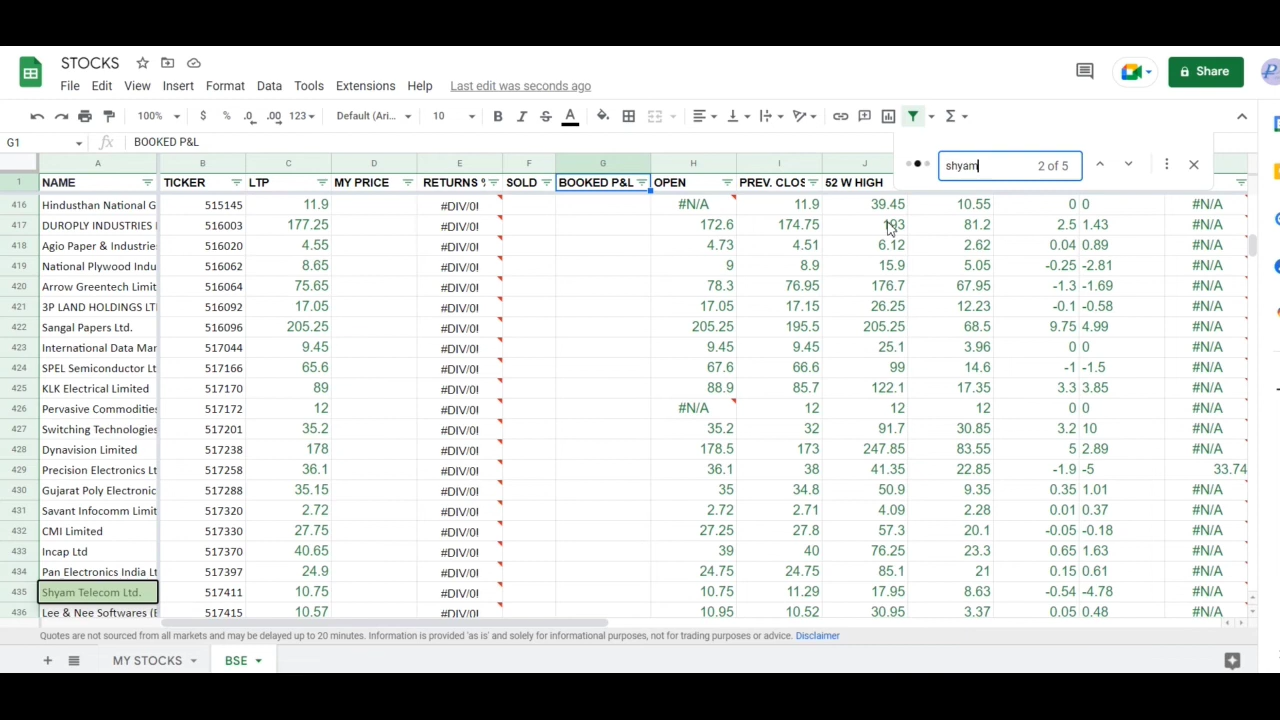 STOCKS
File Edit View Insert Format Data Tools Extensions Help Last edit was seconds ago
Share
100% $ % .0 .00 123 Default (Ari... 10 B I S A
G1 fx BOOKED P&L
shyam 2 of 5
A B C D E F G H I J
1 NAME TICKER LTP MY PRICE RETURNS % SOLD BOOKED P&L OPEN PREV. CLOS 52 W HIGH
416 Hindusthan National G 515145 11.9 #DIV/0! #N/A 11.9 39.45 10.55 0 0 #N/A
417 DUROPLY INDUSTRIES 516003 177.25 #DIV/0! 172.6 174.75 193 81.2 2.5 1.43 #N/A
418 Agio Paper & Industrie 516020 4.55 #DIV/0! 4.73 4.51 6.12 2.62 0.04 0.89 #N/A
419 National Plywood Indu 516062 8.65 #DIV/0! 9 8.9 15.9 5.05 -0.25 -2.81 #N/A
420 Arrow Greentech Limit 516064 75.65 #DIV/0! 78.3 76.95 176.7 67.95 -1.3 -1.69 #N/A
421 3P LAND HOLDINGS LT 516092 17.05 #DIV/0! 17.05 17.15 26.25 12.23 -0.1 -0.58 #N/A
422 Sangal Papers Ltd. 516096 205.25 #DIV/0! 205.25 195.5 205.25 68.5 9.75 4.99 #N/A
423 International Data Mar 517044 9.45 #DIV/0! 9.45 9.45 25.1 3.96 0 0 #N/A
424 SPEL Semiconductor Lt 517166 65.6 #DIV/0! 67.6 66.6 99 14.6 -1 -1.5 #N/A
425 KLK Electrical Limited 517170 89 #DIV/0! 88.9 85.7 122.1 17.35 3.3 3.85 #N/A
426 Pervasive Commodities 517172 12 #DIV/0! #N/A 12 12 12 0 0 #N/A
427 Switching Technologies 517201 35.2 #DIV/0! 35.2 32 91.7 30.85 3.2 10 #N/A
428 Dynavision Limited 517238 178 #DIV/0! 178.5 173 247.85 83.55 5 2.89 #N/A
429 Precision Electronics Lt 517258 36.1 #DIV/0! 36.1 38 41.35 22.85 -1.9 -5 33.74
430 Gujarat Poly Electronic 517288 35.15 #DIV/0! 35 34.8 50.9 9.35 0.35 1.01 #N/A
431 Savant Infocomm Limit 517320 2.72 #DIV/0! 2.72 2.71 4.09 2.28 0.01 0.37 #N/A
432 CMI Limited 517330 27.75 #DIV/0! 27.25 27.8 57.3 20.1 -0.05 -0.18 #N/A
433 Incap Ltd 517370 40.65 #DIV/0! 39 40 76.25 23.3 0.65 1.63 #N/A
434 Pan Electronics India Lt 517397 24.9 #DIV/0! 24.75 24.75 85.1 21 0.15 0.61 #N/A
435 Shyam Telecom Ltd. 517411 10.75 #DIV/0! 10.75 11.29 17.95 8.63 -0.54 -4.78 #N/A
436 Lee & Nee Softwares (E 517415 10.57 #DIV/0! 10.95 10.52 30.95 3.37 0.05 0.48 #N/A
Quotes are not sourced from all markets and may be delayed up to 20 minutes. Information is provided 'as is' and solely for informational purposes, not for trading purposes or advice. Disclaimer
MY STOCKS BSE